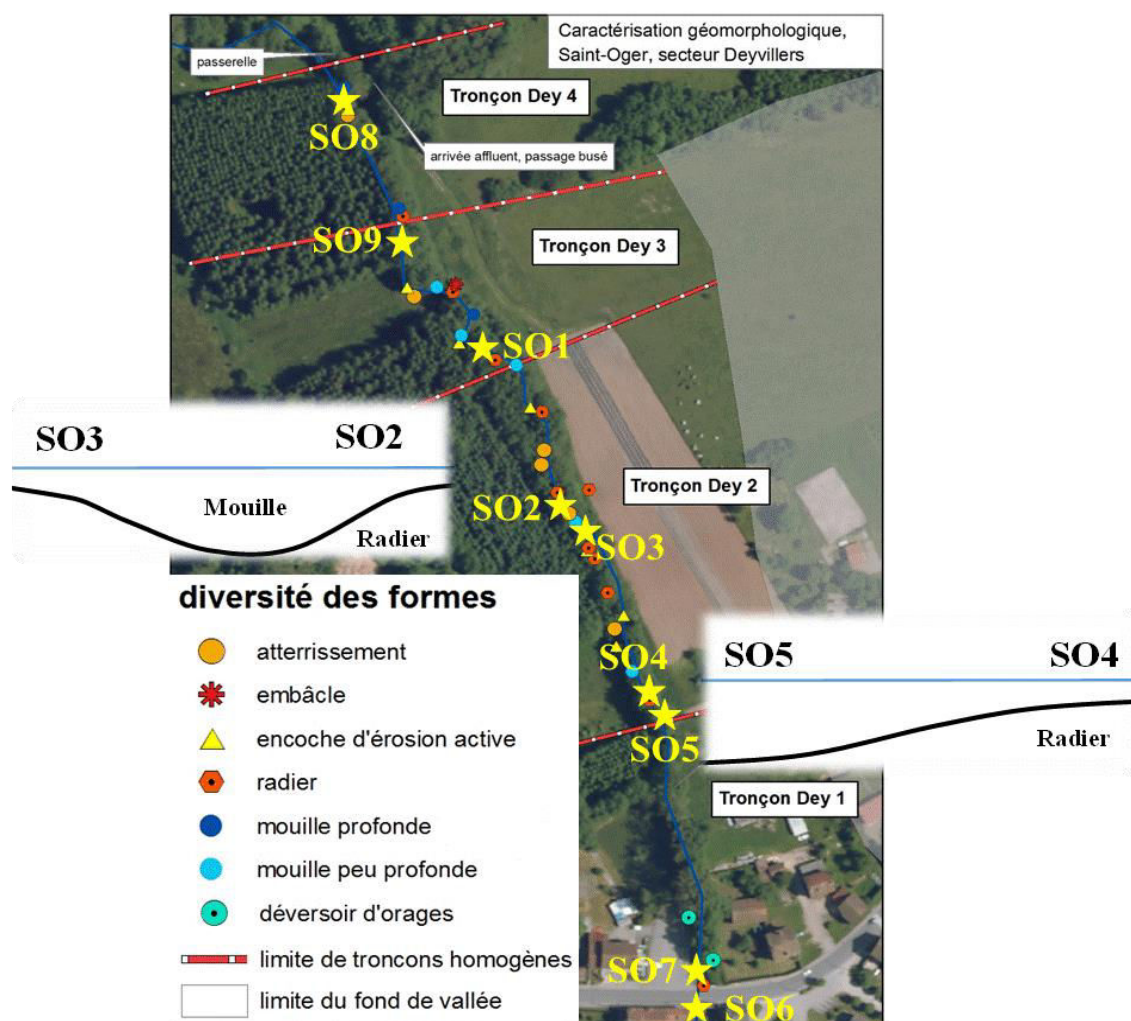 Caractérisation géomorphologique,
Saint-Oger, secteur Deyvillers
passerelle
Tronçon Dey 4
SO8
arrivée affluent, passage busé
SO9
Tronçon Dey 3
SO1
SO3
SO2
Mouille
Radier
Tronçon Dey 2
SO2
SO3
diversité des formes
atterrissement
embâcle
encoche d'érosion active
radier
mouille profonde
mouille peu profonde
déversoir d'orages
limite de troncons homogènes
limite du fond de vallée
SO4
SO5
SO5
SO4
Radier
Tronçon Dey 1
SO7
SO6